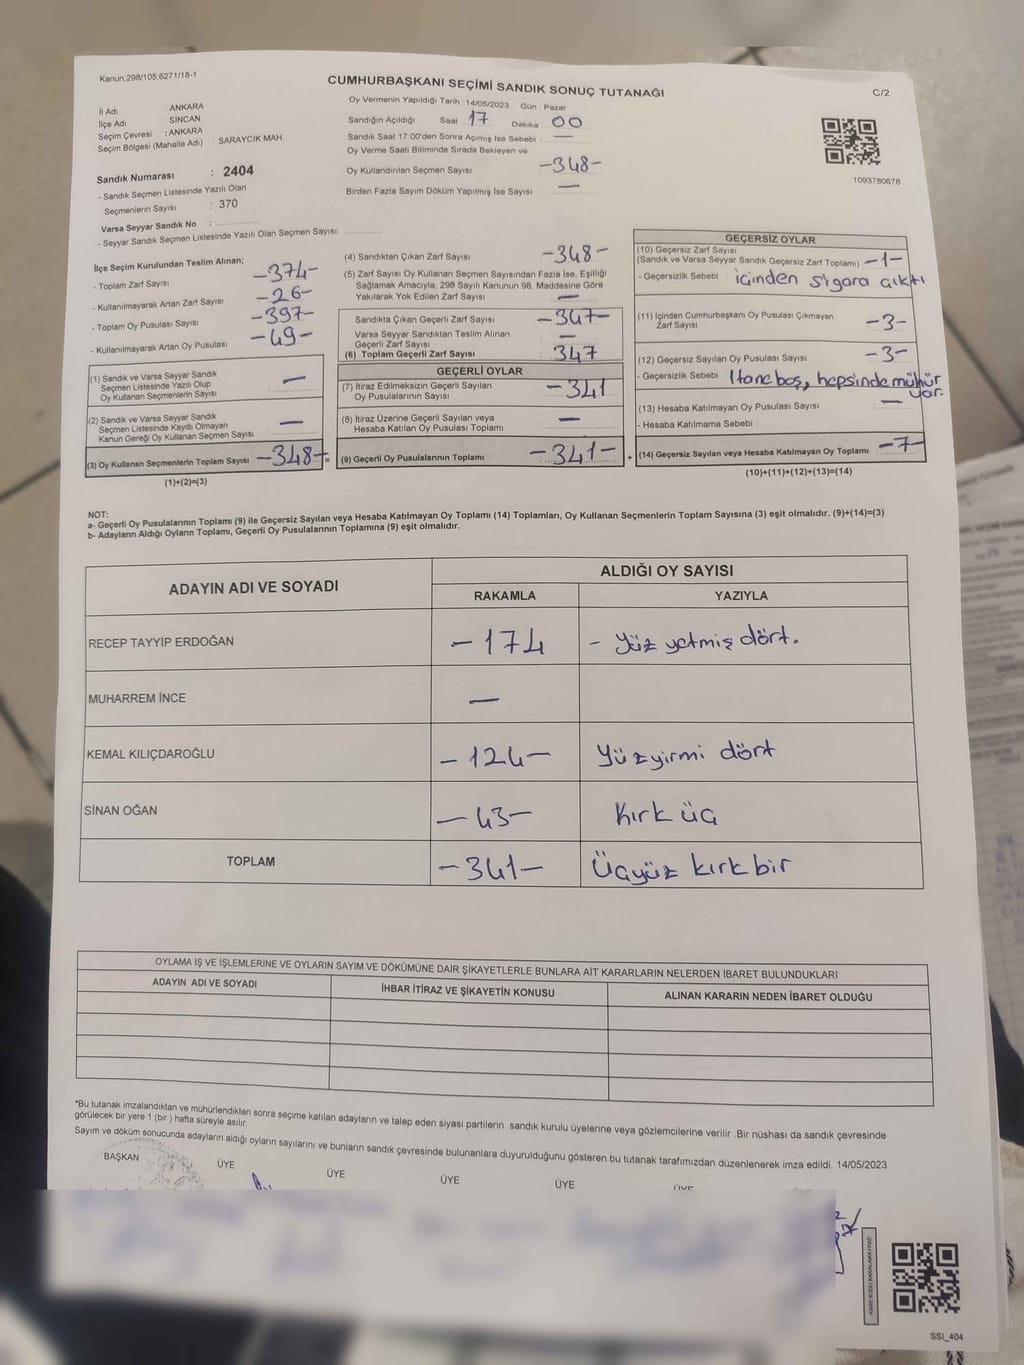 Kanun;298/105;6271/18-1
CUMHURBAŞKANI SEÇİMİ SANDIK SONUÇ TUTANAĞI
C/2
İl Adı : ANKARA
İlçe Adı : SİNCAN
Seçim Çevresi : ANKARA
Seçim Bölgesi (Mahalle Adı) SARAYCIK MAH.
Sandık Numarası : 2404
- Sandık Seçmen Listesinde Yazılı Olan
Seçmenlerin Sayısı : 370
Varsa Seyyar Sandık No :
- Seyyar Sandık Seçmen Listesinde Yazılı Olan Seçmen Sayısı:
Oy Vermenin Yapıldığı Tarih : 14/05/2023 Gün : Pazar
Sandığın Açıldığı Saat 17 Dakika 00
Sandık Saat 17:00'den Sonra Açımış İse Sebebi : —
Oy Verme Saati Bitiminde Sırada Bekleyen ve
Oy Kullandırılan Seçmen Sayısı : -348-
Birden Fazla Sayım Döküm Yapılmış İse Sayısı : —
1093780678
İlçe Seçim Kurulundan Teslim Alınan;
- Toplam Zarf Sayısı -374-
- Kullanılmayarak Artan Zarf Sayısı -26-
- Toplam Oy Pusulası Sayısı -397-
- Kullanılmayarak Artan Oy Pusulası -49-
(1) Sandık ve Varsa Seyyar Sandık
Seçmen Listesinde Yazılı Olup
Oy Kullanan Seçmenlerin Sayısı —
(2) Sandık ve Varsa Seyyar Sandık
Seçmen Listesinde Kayıtlı Olmayan
Kanun Gereği Oy Kullanan Seçmen Sayısı —
(3) Oy Kullanan Seçmenlerin Toplam Sayısı -348- =
(1)+(2)=(3)
(4) Sandıktan Çıkan Zarf Sayısı -348-
(5) Zarf Sayısı Oy Kullanan Seçmen Sayısından Fazla İse, Eşitliği
Sağlamak Amacıyla, 298 Sayılı Kanunun 98. Maddesine Göre
Yakılarak Yok Edilen Zarf Sayısı : —
Sandıkta Çıkan Geçerli Zarf Sayısı -347-
Varsa Seyyar Sandıktan Teslim Alınan
Geçerli Zarf Sayısı —
(6) Toplam Geçerli Zarf Sayısı 347
GEÇERLİ OYLAR
(7) İtiraz Edilmeksizin Geçerli Sayılan
Oy Pusulasının Sayısı -341
(8) İtiraz Üzerine Geçerli Sayılan veya
Hesaba Katılan Oy Pusulası Toplamı —
(9) Geçerli Oy Pusulalarının Toplamı -341- +
GEÇERSİZ OYLAR
(10) Geçersiz Zarf Sayısı
(Sandık ve Varsa Seyyar Sandık Geçersiz Zarf Toplamı) -1-
- Geçersizlik Sebebi : içinden sigara çıktı
(11) İçinden Cumhurbaşkanı Oy Pusulası Çıkmayan
Zarf Sayısı -3-
(12) Geçersiz Sayılan Oy Pusulası Sayısı -3-
- Geçersizlik Sebebi 1 tane boş, hepsinde mühür var.
(13) Hesaba Katılmayan Oy Pusulası Sayısı —
- Hesaba Katılmama Sebebi :
(14) Geçersiz Sayılan veya Hesaba Katılmayan Oy Toplamı -7-
(10)+(11)+(12)+(13)=(14)
NOT:
a- Geçerli Oy Pusulalarının Toplamı (9) ile Geçersiz Sayılan veya Hesaba Katılmayan Oy Toplamı (14) Toplamları, Oy Kullanan Seçmenlerin Toplam Sayısına (3) eşit olmalıdır. (9)+(14)=(3)
b- Adayların Aldığı Oyların Toplamı, Geçerli Oy Pusulalarının Toplamına (9) eşit olmalıdır.
ADAYIN ADI VE SOYADI ALDIĞI OY SAYISI
RAKAMLA YAZIYLA
RECEP TAYYİP ERDOĞAN -174 - Yüz yetmiş dört.
MUHARREM İNCE —
KEMAL KILIÇDAROĞLU -124- Yüz yirmi dört
SİNAN OĞAN -43- Kırk üç
TOPLAM -341- Üçyüz kırk bir
OYLAMA İŞ VE İŞLEMLERİNE VE OYLARIN SAYIM VE DÖKÜMÜNE DAİR ŞİKAYETLERLE BUNLARA AİT KARARLARIN NELERDEN İBARET BULUNDUKLARI
ADAYIN ADI VE SOYADI İHBAR İTİRAZ VE ŞİKAYETİN KONUSU ALINAN KARARIN NEDEN İBARET OLDUĞU
*Bu tutanak imzalandıktan ve mühürlendikten sonra seçime katılan adayların ve talep eden siyasi partilerin sandık kurulu üyelerine veya gözlemcilerine verilir .Bir nüshası da sandık çevresinde
görülecek bir yere 1 (bir ) hafta süreyle asılır.
Sayım ve döküm sonucunda adayların aldığı oyların sayılarını ve bunların sandık çevresinde bulunanlara duyurulduğunu gösteren bu tutanak tarafımızdan düzenlenerek imza edildi. 14/05/2023
BAŞKAN ÜYE ÜYE ÜYE ÜYE ÜYE
KARE KODU KARALAMAYINIZ!
SSI_404